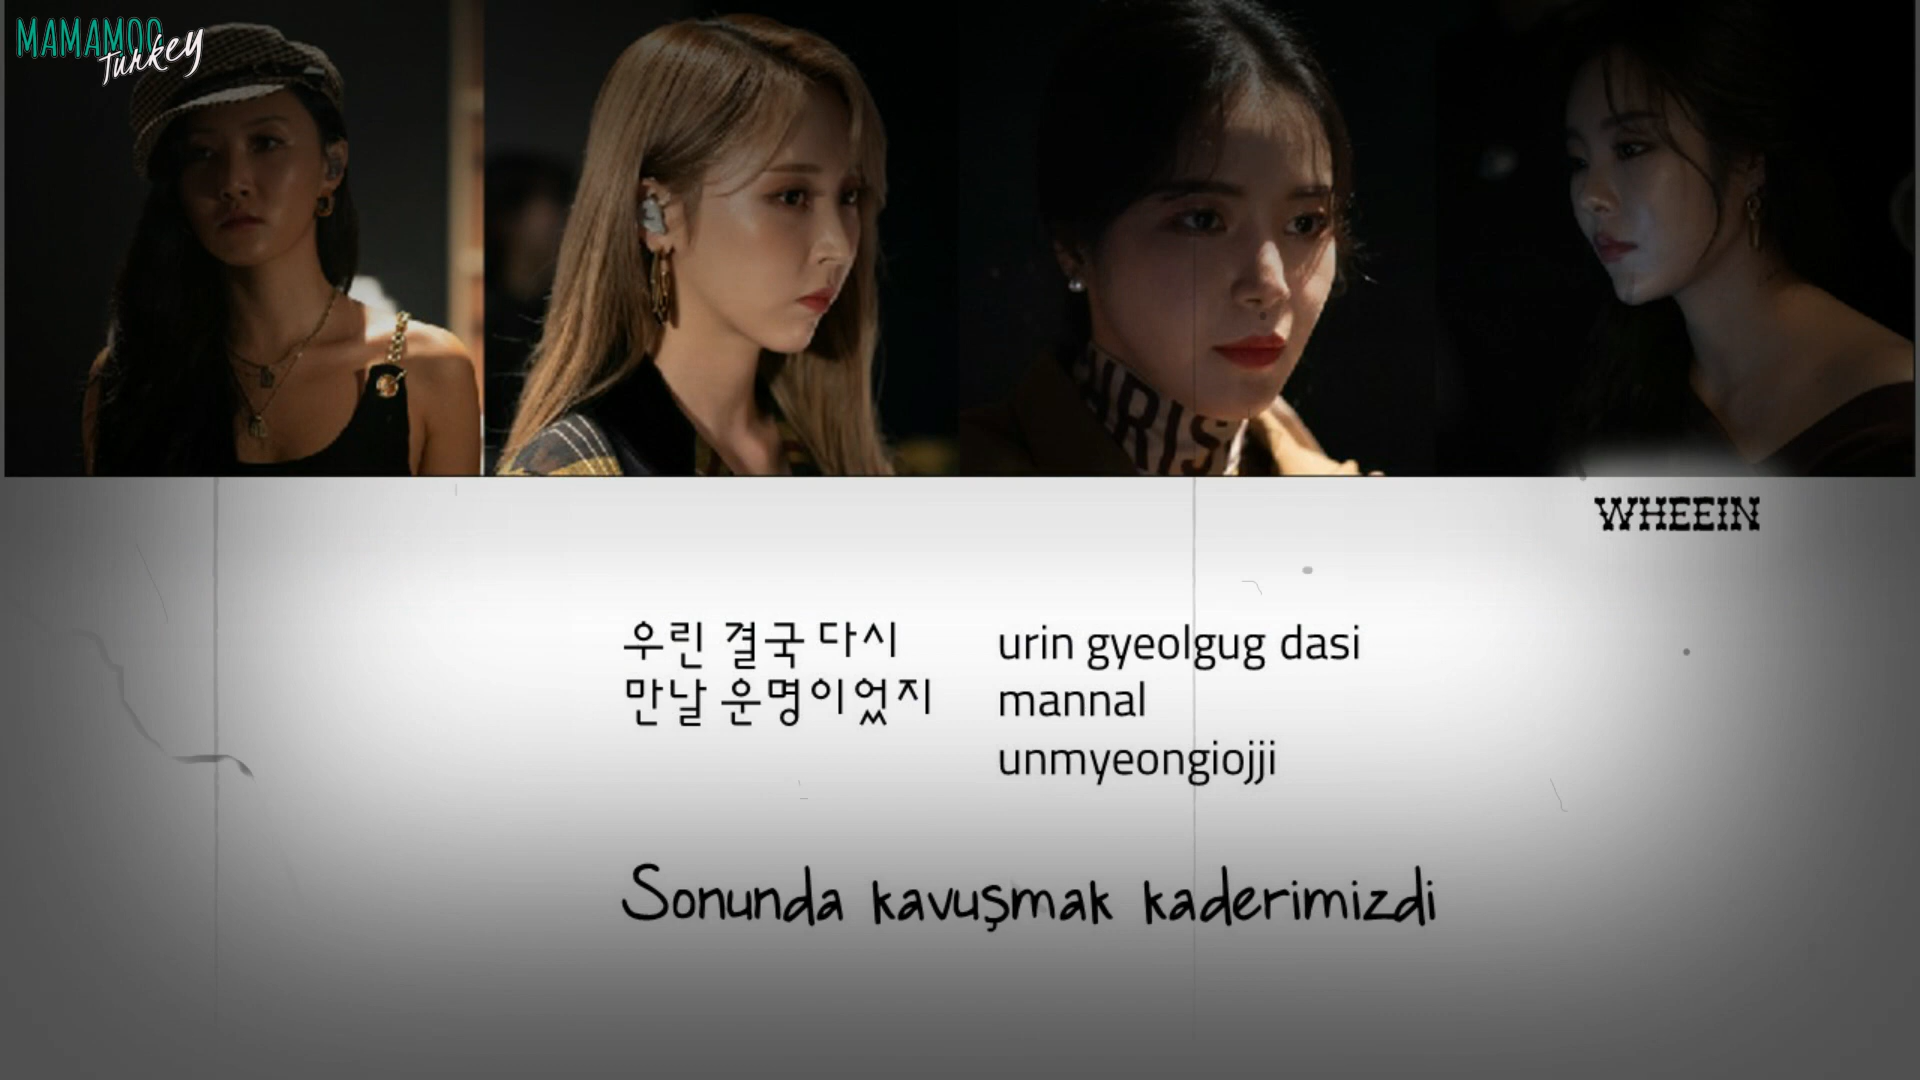 MAMAMOO
Turkey
WHEEIN
우린 결국 다시
만날 운명이었지
urin gyeolgug dasi
mannal
unmyeongiojji
Sonunda kavuşmak kaderimizdi